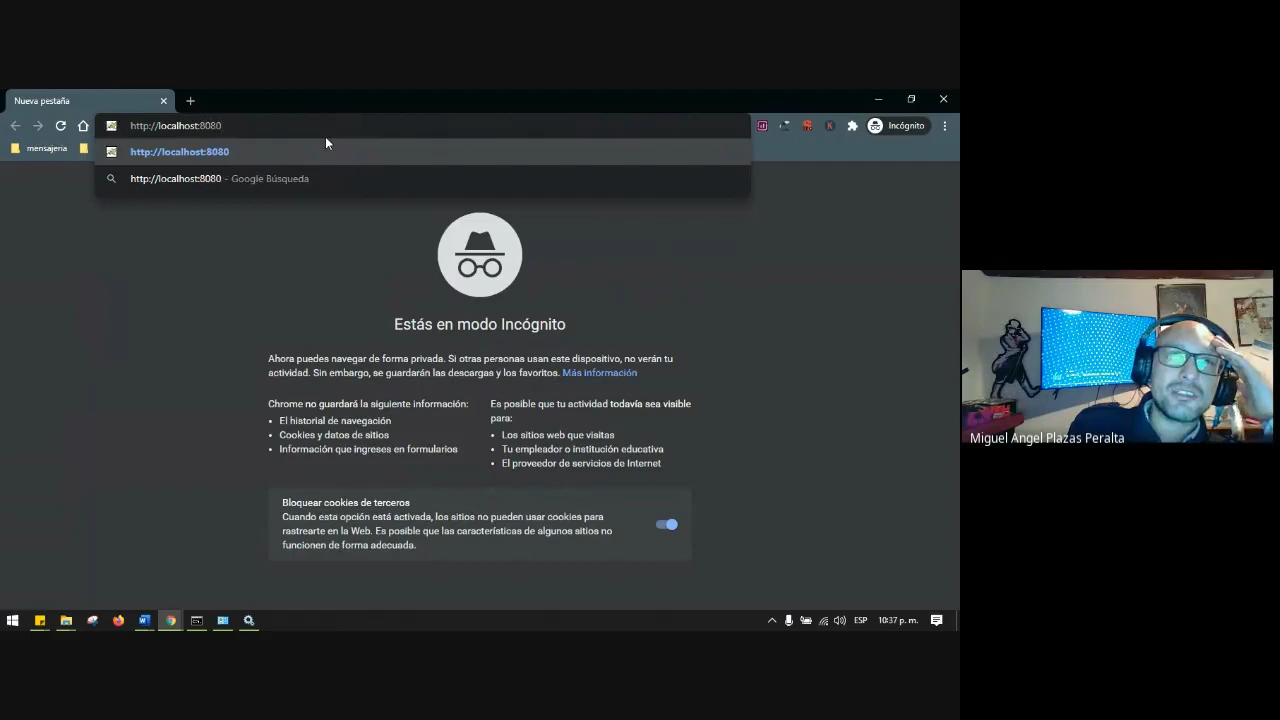 Nueva pestaña
http://localhost:8080
Incógnito
mensajeria
http://localhost:8080
http://localhost:8080 - Google Búsqueda
Estás en modo Incógnito
Ahora puedes navegar de forma privada. Si otras personas usan este dispositivo, no verán tu
actividad. Sin embargo, se guardarán las descargas y los favoritos. Más información
Chrome no guardará la siguiente información:
• El historial de navegación
• Cookies y datos de sitios
• Información que ingreses en formularios
Es posible que tu actividad todavía sea visible
para:
• Los sitios web que visitas
• Tu empleador o institución educativa
• El proveedor de servicios de Internet
Bloquear cookies de terceros
Cuando esta opción está activada, los sitios no pueden usar cookies para
rastrearte en la Web. Es posible que las características de algunos sitios no
funcionen de forma adecuada.
ESP
10:37 p. m.
Miguel Angel Plazas Peralta